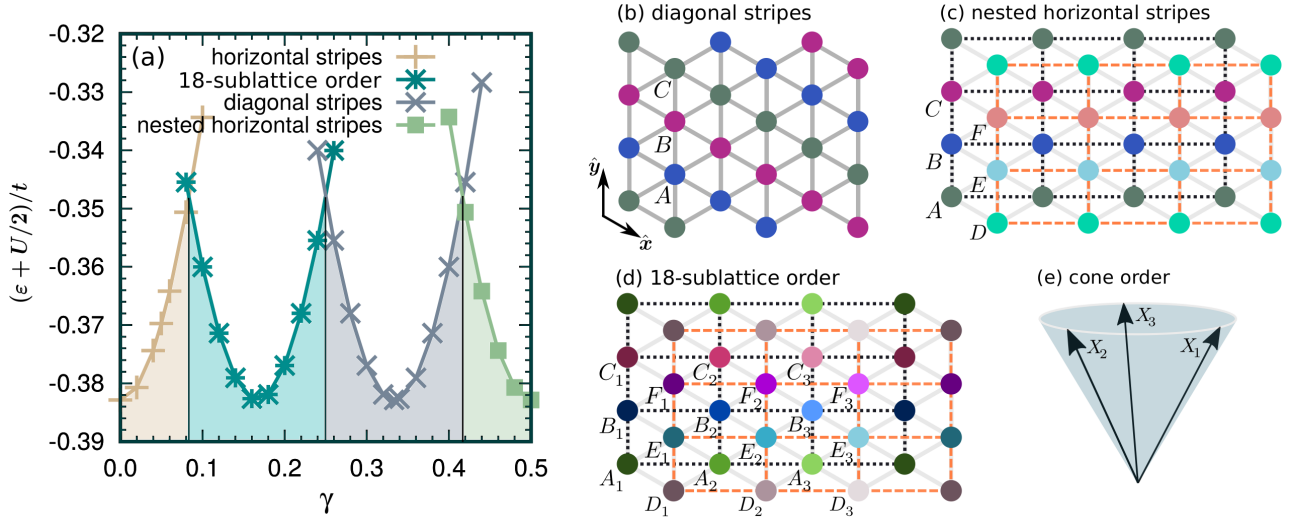 (a)
(ε + U/2)/t
-0.32
-0.33
-0.34
-0.35
-0.36
-0.37
-0.38
-0.39
horizontal stripes
18-sublattice order
diagonal stripes
nested horizontal stripes
0.0 0.1 0.2 0.3 0.4 0.5
γ
(b) diagonal stripes
C
B
A
ŷ
x̂
(c) nested horizontal stripes
C
F
B
E
A
D
(d) 18-sublattice order
C₁ C₂ C₃
F₁ F₂ F₃
B₁ B₂ B₃
E₁ E₂ E₃
A₁ A₂ A₃
D₁ D₂ D₃
(e) cone order
X₃
X₂ X₁